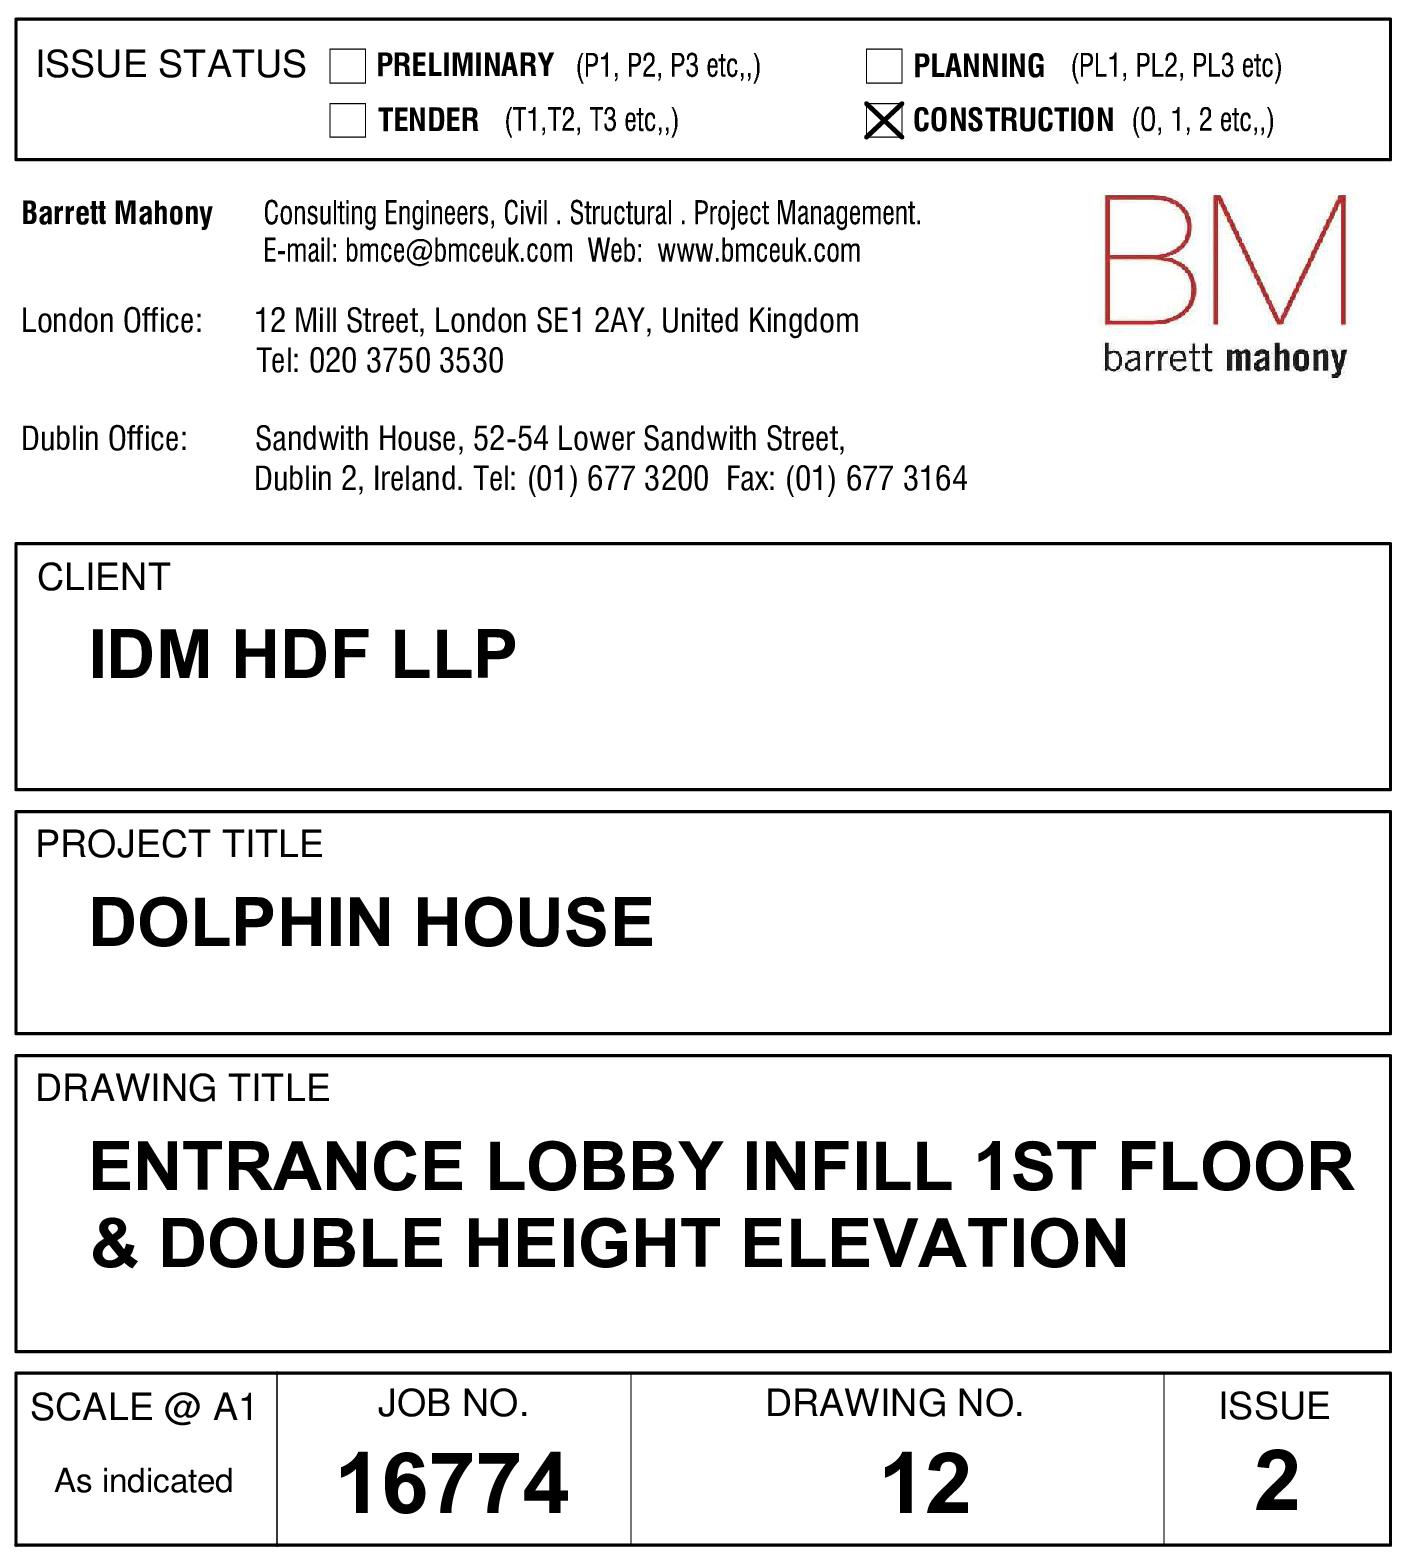 ISSUE STATUS
PRELIMINARY (P1, P2, P3 etc,,)
PLANNING (PL1, PL2, PL3 etc)
TENDER (T1,T2, T3 etc,,)
CONSTRUCTION (O, 1, 2 etc,,)
Barrett Mahony Consulting Engineers, Civil . Structural . Project Management.
E-mail: bmce@bmceuk.com Web: www.bmceuk.com
BM
barrett mahony
London Office: 12 Mill Street, London SE1 2AY, United Kingdom
Tel: 020 3750 3530
Dublin Office: Sandwith House, 52-54 Lower Sandwith Street,
Dublin 2, Ireland. Tel: (01) 677 3200 Fax: (01) 677 3164
CLIENT
IDM HDF LLP
PROJECT TITLE
DOLPHIN HOUSE
DRAWING TITLE
ENTRANCE LOBBY INFILL 1ST FLOOR
& DOUBLE HEIGHT ELEVATION
SCALE @ A1
As indicated
JOB NO.
16774
DRAWING NO.
12
ISSUE
2